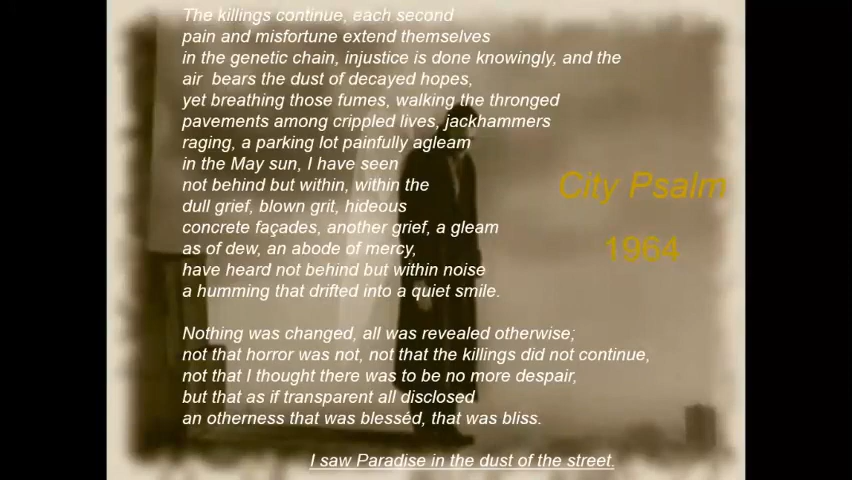 The killings continue, each second
pain and misfortune extend themselves
in the genetic chain, injustice is done knowingly, and the
air  bears the dust of decayed hopes,
yet breathing those fumes, walking the thronged
pavements among crippled lives, jackhammers
raging, a parking lot painfully agleam
in the May sun, I have seen
not behind but within, within the
dull grief, blown grit, hideous
concrete façades, another grief, a gleam
as of dew, an abode of mercy,
have heard not behind but within noise
a humming that drifted into a quiet smile.
Nothing was changed, all was revealed otherwise;
not that horror was not, not that the killings did not continue,
not that I thought there was to be no more despair,
but that as if transparent all disclosed
an otherness that was blesséd, that was bliss.
I saw Paradise in the dust of the street.
City Psalm
1964